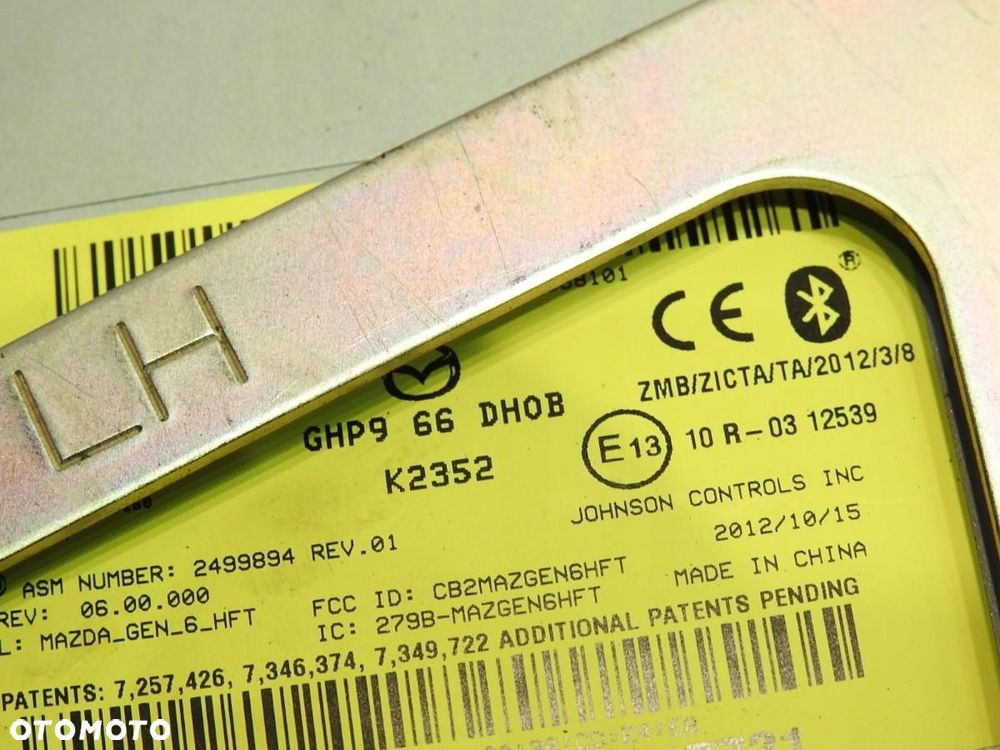 LH
ZMB/ZICTA/TA/2012/3/8
GHP9 66 DH0B
E13 10 R-03 12539
K2352
JOHNSON CONTROLS INC
2012/10/15
MADE IN CHINA
ASM NUMBER: 2499894 REV.01
REV: 06.00.000
FCC ID: CB2MAZGEN6HFT
L: MAZDA_GEN_6_HFT
IC: 279B-MAZGEN6HFT
PATENTS: 7,257,426, 7,346,374, 7,349,722 ADDITIONAL PATENTS PENDING
OTOMOTO